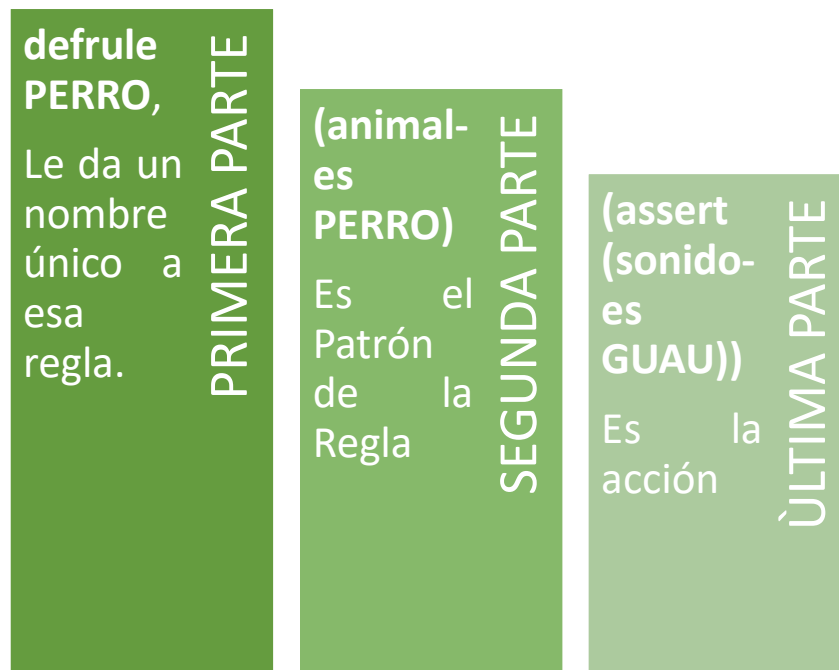 defrule
PERRO,
Le da un
nombre
único a
esa
regla.
PRIMERA PARTE
(animal-
es
PERRO)
Es el
Patrón
de la
Regla
SEGUNDA PARTE
(assert
(sonido-
es
GUAU))
Es la
acción
ÙLTIMA PARTE